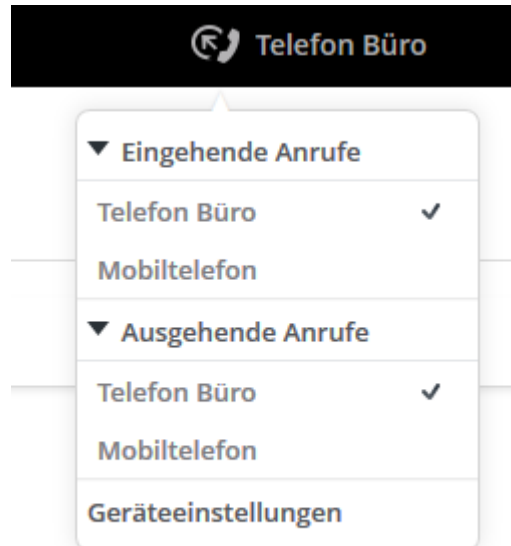 Telefon Büro
Eingehende Anrufe
Telefon Büro
Mobiltelefon
Ausgehende Anrufe
Telefon Büro
Mobiltelefon
Geräteeinstellungen